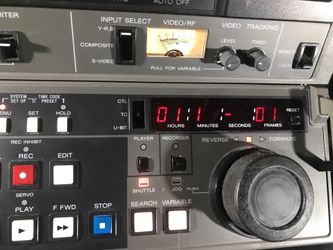 MITER
INPUT SELECT
VIDEO/RF
VIDEO
TRACKING
Y-R,B
COMPOSITE
S-VIDEO
LEVEL
FIXED
REMOTE
LOCAL
PULL FOR VARIABLE
SYSTEM SET UP
TIME CODE PRESET
MENU
SET
HOLD
CTL
TC
U-BIT
HOURS MINUTES SECONDS FRAMES
RESET
REC INHIBIT
PLAYER
RECORDER
REVERSE
FORWARD
REC
EDIT
SERVO
SHUTTLE / JOG
PLAY
F FWD
STOP
SEARCH
VARIABLE